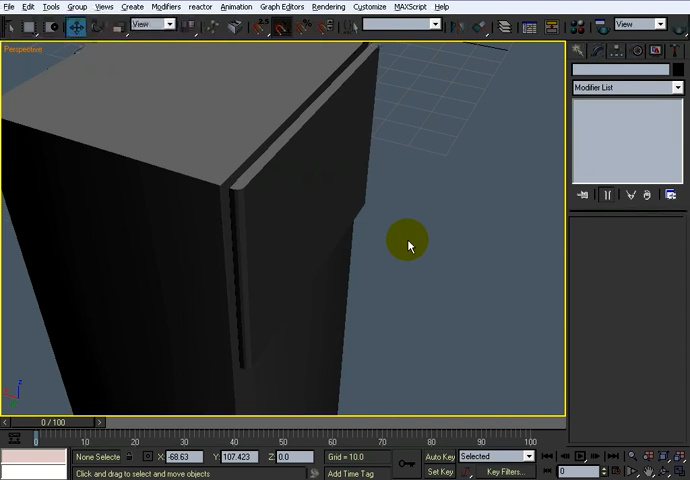 File Edit Tools Group Views Create Modifiers reactor Animation Graph Editors Rendering Customize MAXScript Help
View 2.5 View
Perspective
Modifier List
z
0 / 100
0 10 20 30 40 50 60 70 80 90 100
None Selecte X: -68.63 Y: 107.423 Z: 0.0 Grid = 10.0 Auto Key Selected
Click and drag to select and move objects Add Time Tag Set Key Key Filters... 0